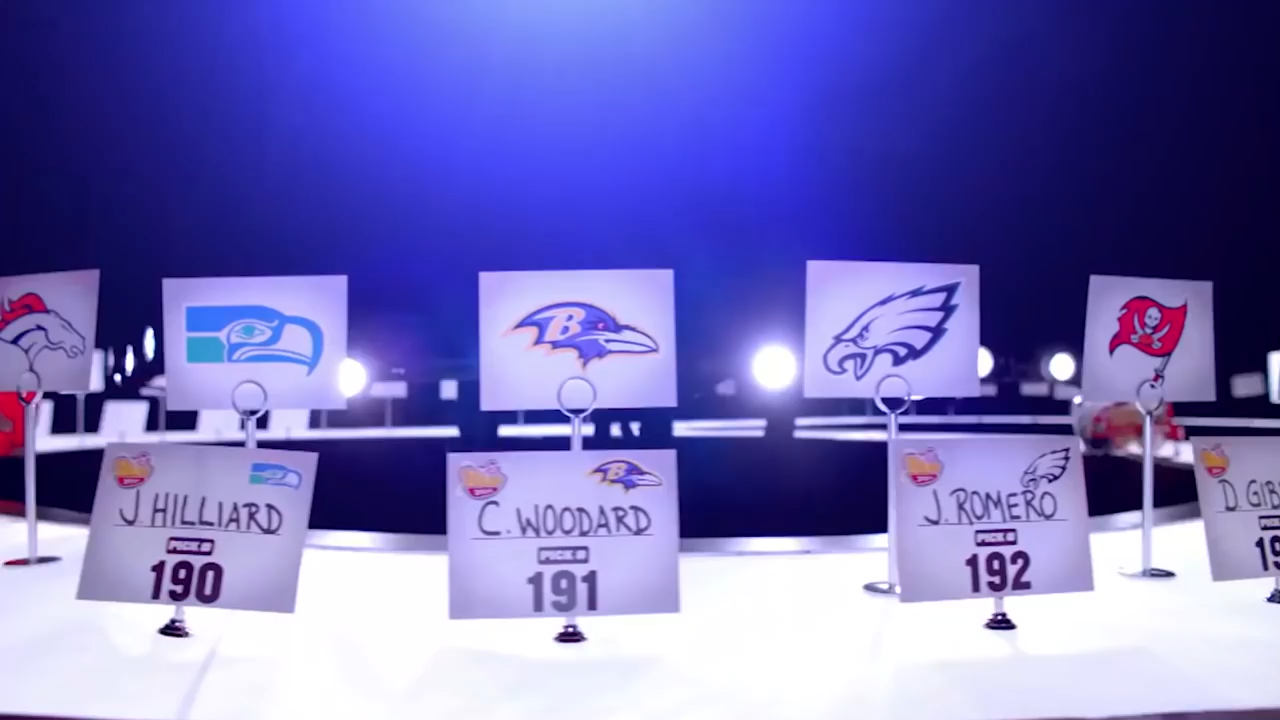 J. HILLIARD
PICK #
190
B
C. WOODARD
PICK #
191
J. ROMERO
PICK #
192